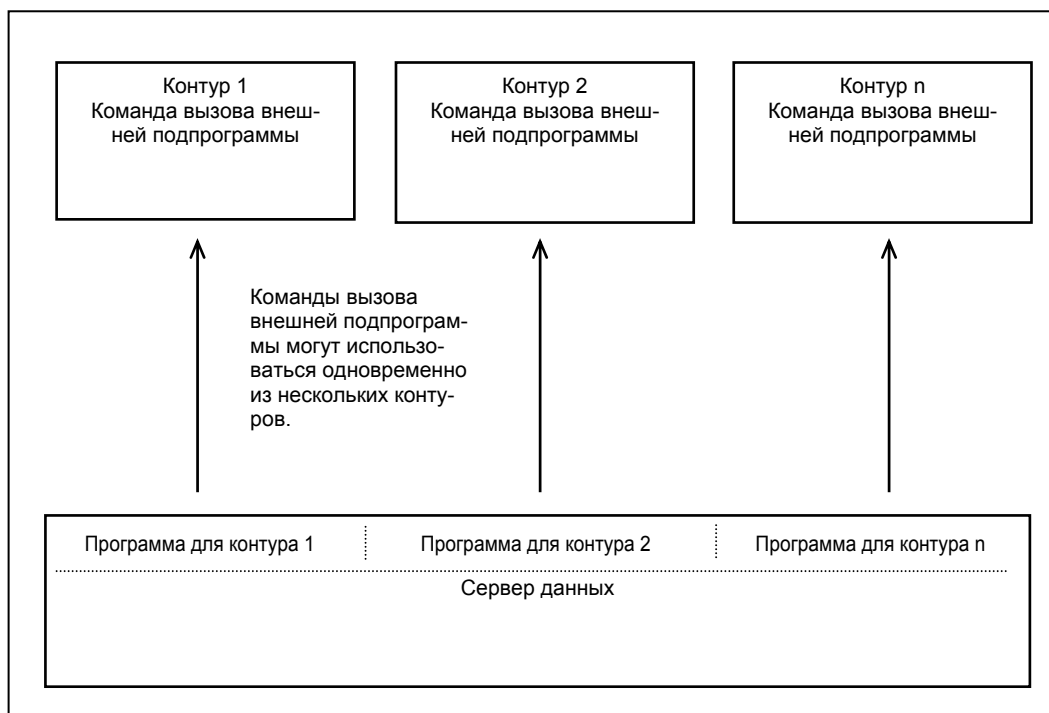 Контур 1
Команда вызова внеш-
ней подпрограммы
Контур 2
Команда вызова внеш-
ней подпрограммы
Контур n
Команда вызова внеш-
ней подпрограммы
Команды вызова
внешней подпрограм-
мы могут использо-
ваться одновременно
из нескольких конту-
ров.
Программа для контура 1
Программа для контура 2
Программа для контура n
Сервер данных